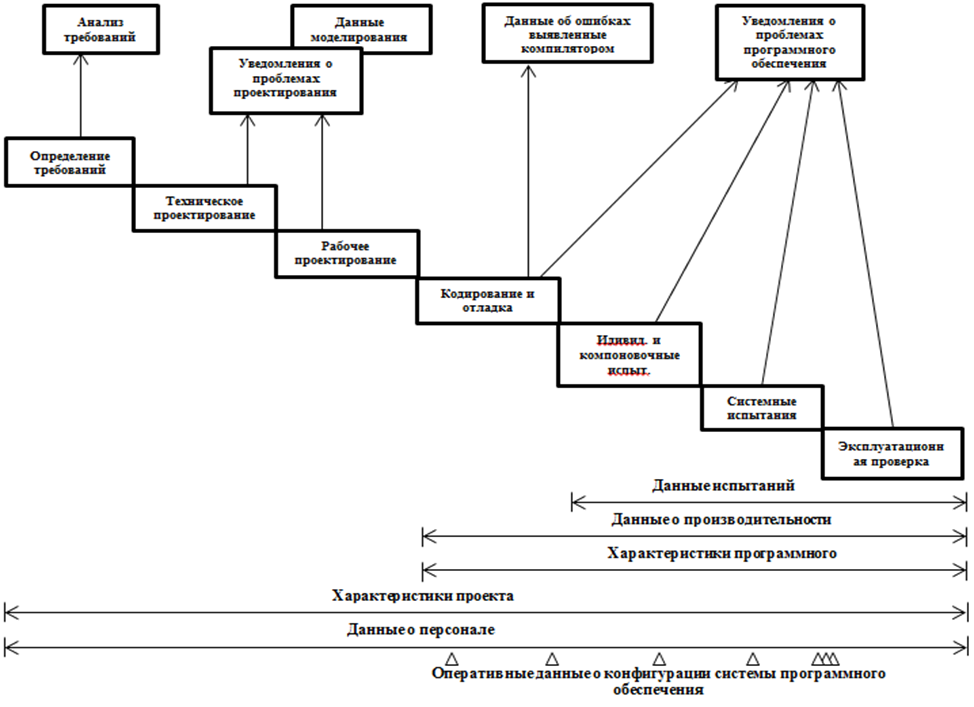 Анализ
требований
Данные
моделирования
Уведомления о
проблемах
проектирования
Данные об ошибках
выявленные
компилятором
Уведомления о
проблемах
программного
обеспечения
Определение
требований
Техническое
проектирование
Рабочее
проектирование
Кодирование и
отладка
Идивид. и
компоновочные
испыт.
Системные
испытания
Эксплуатационн
ая проверка
Данные испытаний
Данные о производительности
Характеристики программного
Характеристики проекта
Данные о персонале
Оперативные данные о конфигурации системы программного
обеспечения